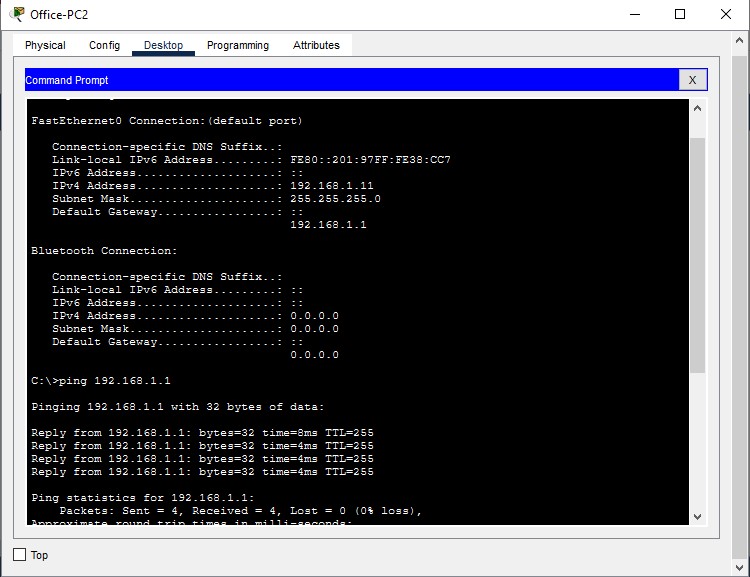 Office-PC2
Physical Config Desktop Programming Attributes
Command Prompt
X
FastEthernet0 Connection:(default port)
Connection-specific DNS Suffix..:
Link-local IPv6 Address.........: FE80::201:97FF:FE38:CC7
IPv6 Address....................: ::
IPv4 Address....................: 192.168.1.11
Subnet Mask.....................: 255.255.255.0
Default Gateway.................: ::
192.168.1.1
Bluetooth Connection:
Connection-specific DNS Suffix..:
Link-local IPv6 Address.........: ::
IPv6 Address....................: ::
IPv4 Address....................: 0.0.0.0
Subnet Mask.....................: 0.0.0.0
Default Gateway.................: ::
0.0.0.0
C:\>ping 192.168.1.1
Pinging 192.168.1.1 with 32 bytes of data:
Reply from 192.168.1.1: bytes=32 time=8ms TTL=255
Reply from 192.168.1.1: bytes=32 time=4ms TTL=255
Reply from 192.168.1.1: bytes=32 time=4ms TTL=255
Reply from 192.168.1.1: bytes=32 time=4ms TTL=255
Ping statistics for 192.168.1.1:
Packets: Sent = 4, Received = 4, Lost = 0 (0% loss),
Approximate round trip times in milli-seconds:
Top